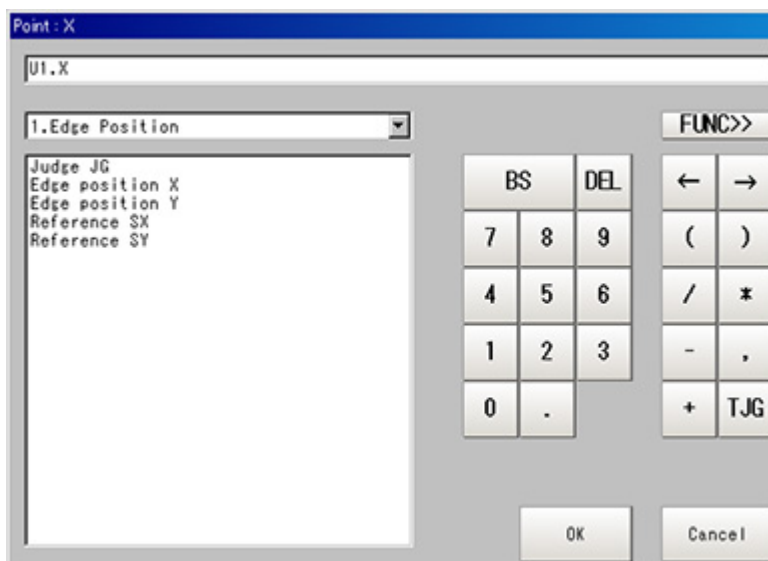 Point : X
U1.X
1.Edge Position
FUNC>>
Judge JG
Edge position X
Edge position Y
Reference SX
Reference SY
BS DEL ← →
7 8 9 ( )
4 5 6 / *
1 2 3 - ,
0 . + TJG
OK Cancel